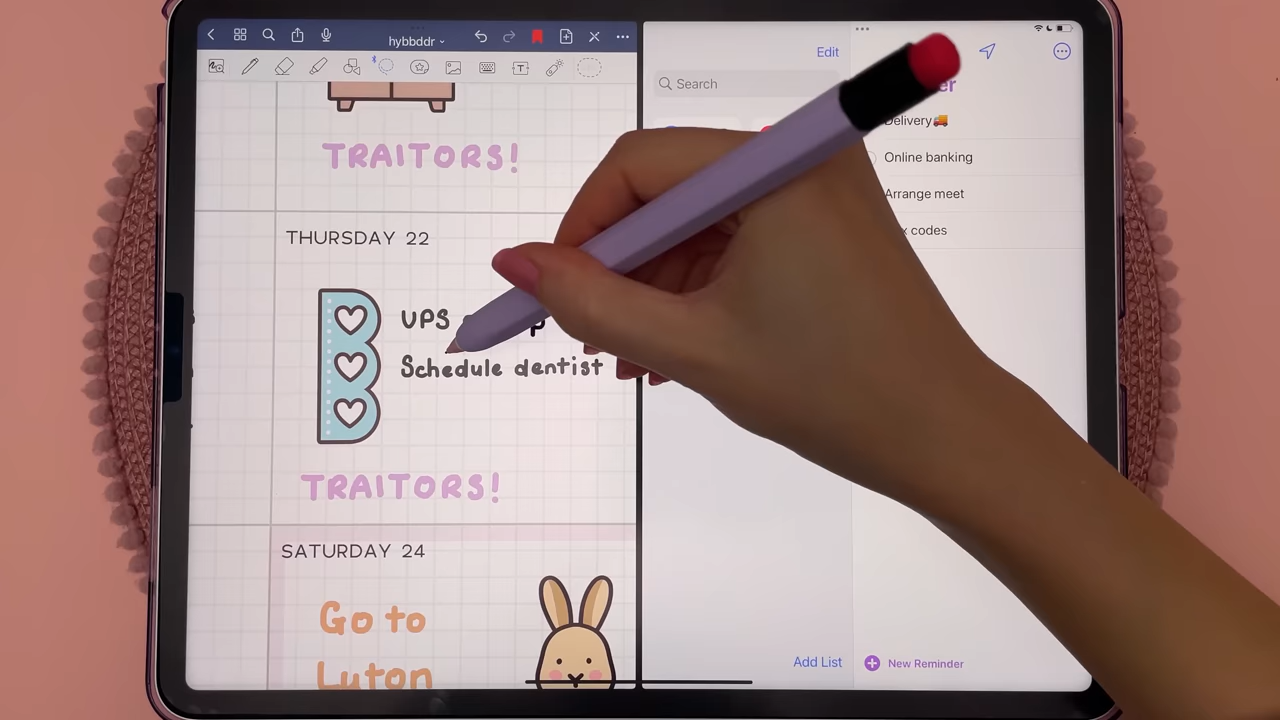 hybbddr
Edit
Search
Delivery🚚
Online banking
TRAITORS!
Arrange meet
THURSDAY 22
codes
UPS
Schedule dentist
TRAITORS!
SATURDAY 24
Go to
Luton
Add List
New Reminder